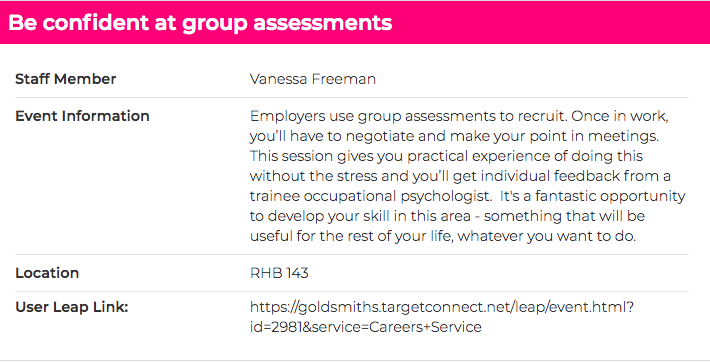 Be confident at group assessments
Staff Member Vanessa Freeman
Event Information Employers use group assessments to recruit. Once in work,
you’ll have to negotiate and make your point in meetings.
This session gives you practical experience of doing this
without the stress and you’ll get individual feedback from a
trainee occupational psychologist.  It's a fantastic opportunity
to develop your skill in this area - something that will be
useful for the rest of your life, whatever you want to do.
Location RHB 143
User Leap Link: https://goldsmiths.targetconnect.net/leap/event.html?
id=2981&service=Careers+Service